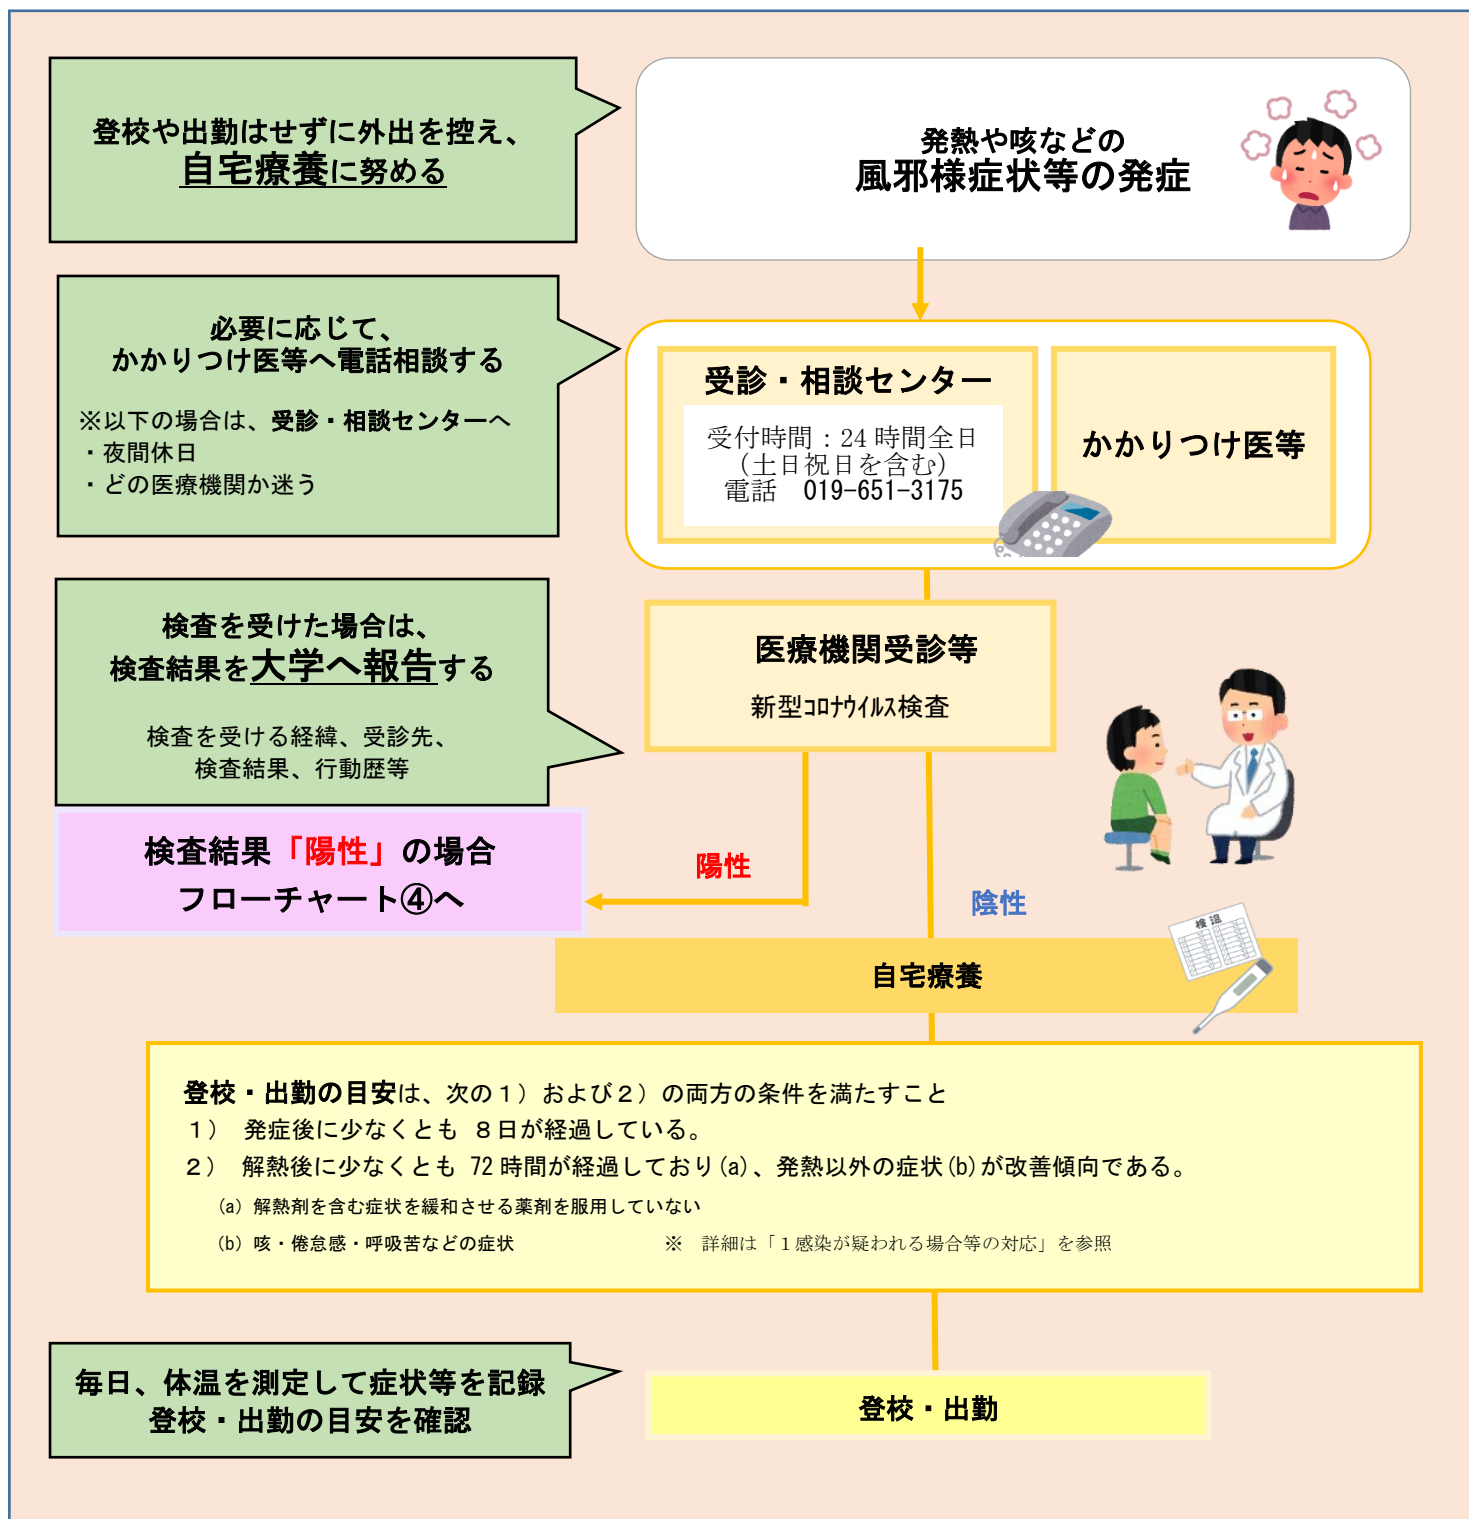 登校や出勤はせずに外出を控え、
自宅療養に努める
発熱や咳などの
風邪様症状等の発症
必要に応じて、
かかりつけ医等へ電話相談する
※以下の場合は、受診・相談センターへ
・夜間休日
・どの医療機関か迷う
受診・相談センター
受付時間：24時間全日
（土日祝日を含む）
電話　019-651-3175
かかりつけ医等
検査を受けた場合は、
検査結果を大学へ報告する
検査を受ける経緯、受診先、
検査結果、行動歴等
医療機関受診等
新型ｺﾛﾅｳｲﾙｽ検査
検査結果「陽性」の場合
フローチャート④へ
陽性
陰性
検温
自宅療養
登校・出勤の目安は、次の１）および２）の両方の条件を満たすこと
１）　発症後に少なくとも ８日が経過している。
２）　解熱後に少なくとも 72時間が経過しており(a)、発熱以外の症状(b)が改善傾向である。
(a) 解熱剤を含む症状を緩和させる薬剤を服用していない
(b) 咳・倦怠感・呼吸苦などの症状　　　※　詳細は「１感染が疑われる場合等の対応」を参照
毎日、体温を測定して症状等を記録
登校・出勤の目安を確認
登校・出勤